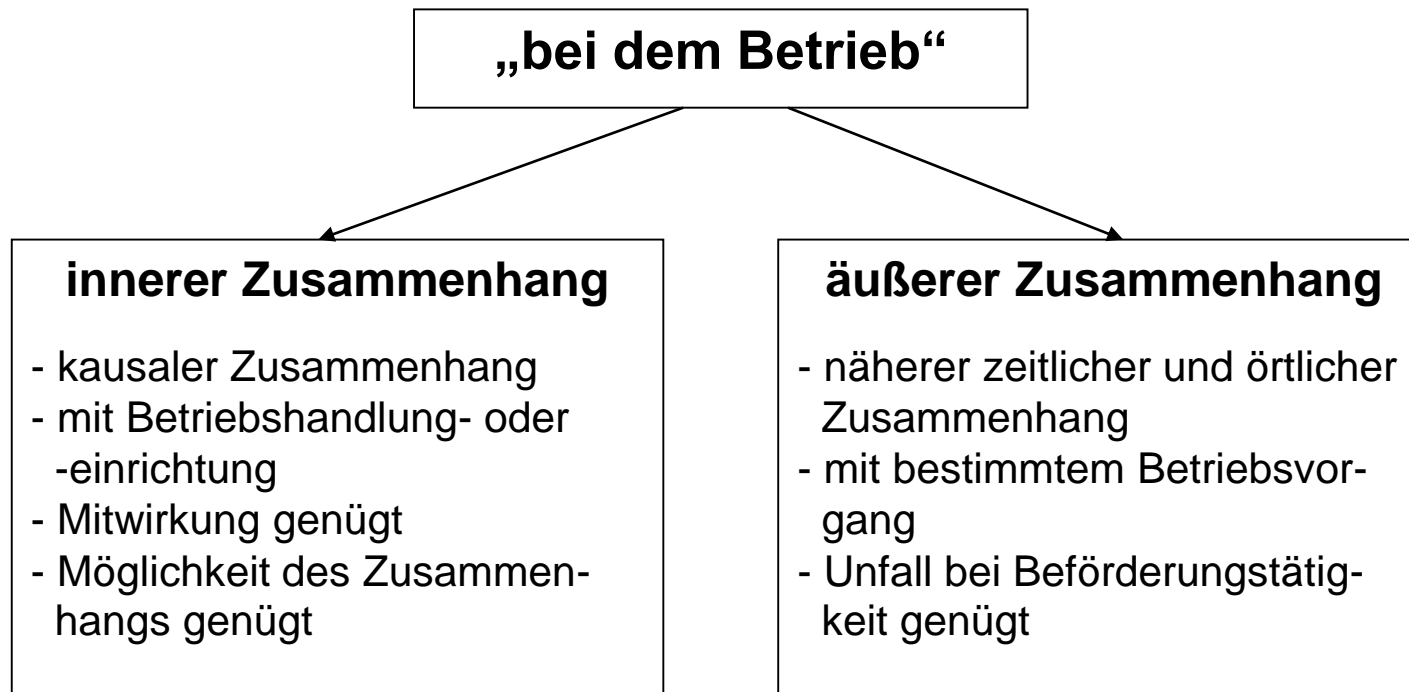 „bei dem Betrieb“
innerer Zusammenhang
- kausaler Zusammenhang
- mit Betriebshandlung- oder
-einrichtung
- Mitwirkung genügt
- Möglichkeit des Zusammen-
hangs genügt
äußerer Zusammenhang
- näherer zeitlicher und örtlicher
Zusammenhang
- mit bestimmtem Betriebsvor-
gang
- Unfall bei Beförderungstätig-
keit genügt